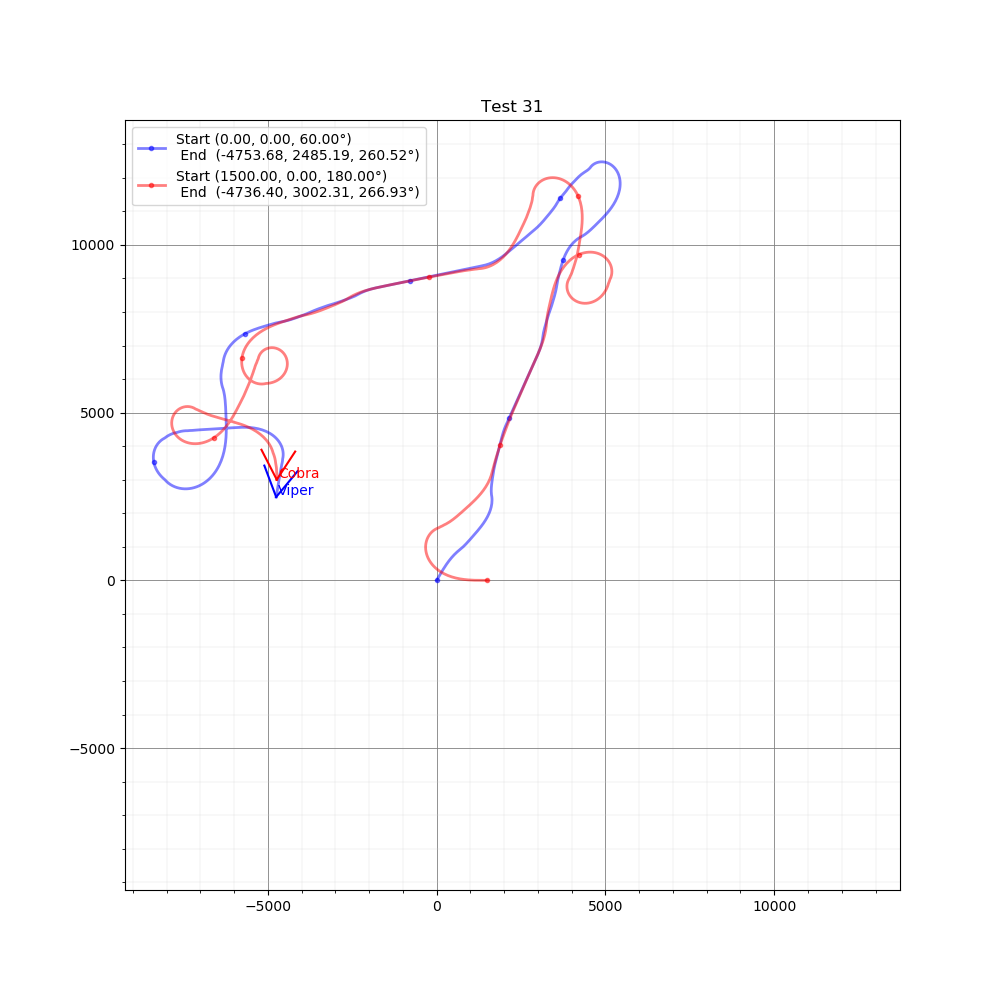 Test 31
Start (0.00, 0.00, 60.00°)
End (-4753.68, 2485.19, 260.52°)
Start (1500.00, 0.00, 180.00°)
End (-4736.40, 3002.31, 266.93°)
10000
5000
0
−5000
Cobra
Viper
−5000
0
5000
10000